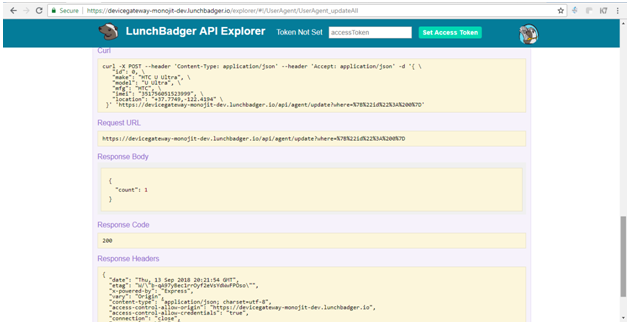 Secure | https://devicegateway-monojit-dev.lunchbadger.io/explorer/#!/UserAgent/UserAgent_updateAll
LunchBadger API Explorer Token Not Set accessToken Set Access Token
Curl
curl -X POST --header 'Content-Type: application/json' --header 'Accept: application/json' -d '{ \
"id": 0, \
"make": "HTC U Ultra", \
"model": "U Ultra", \
"mfg": "HTC", \
"imei": "351756051523999", \
"location": "+37.7749,-122.4194" \
}' 'https://devicegateway-monojit-dev.lunchbadger.io/api/agent/update?where=%7B%22id%22%3A%200%7D'
Request URL
https://devicegateway-monojit-dev.lunchbadger.io/api/agent/update?where=%7B%22id%22%3A%200%7D
Response Body
{
"count": 1
}
Response Code
200
Response Headers
{
"date": "Thu, 13 Sep 2018 20:21:54 GMT",
"etag":
"x-powered-by": "Express",
"vary": "Origin",
"content-type": "application/json; charset=utf-8",
"access-control-allow-origin": "https://devicegateway-monojit-dev.lunchbadger.io",
"access-control-allow-credentials": "true",
"connection": "close",